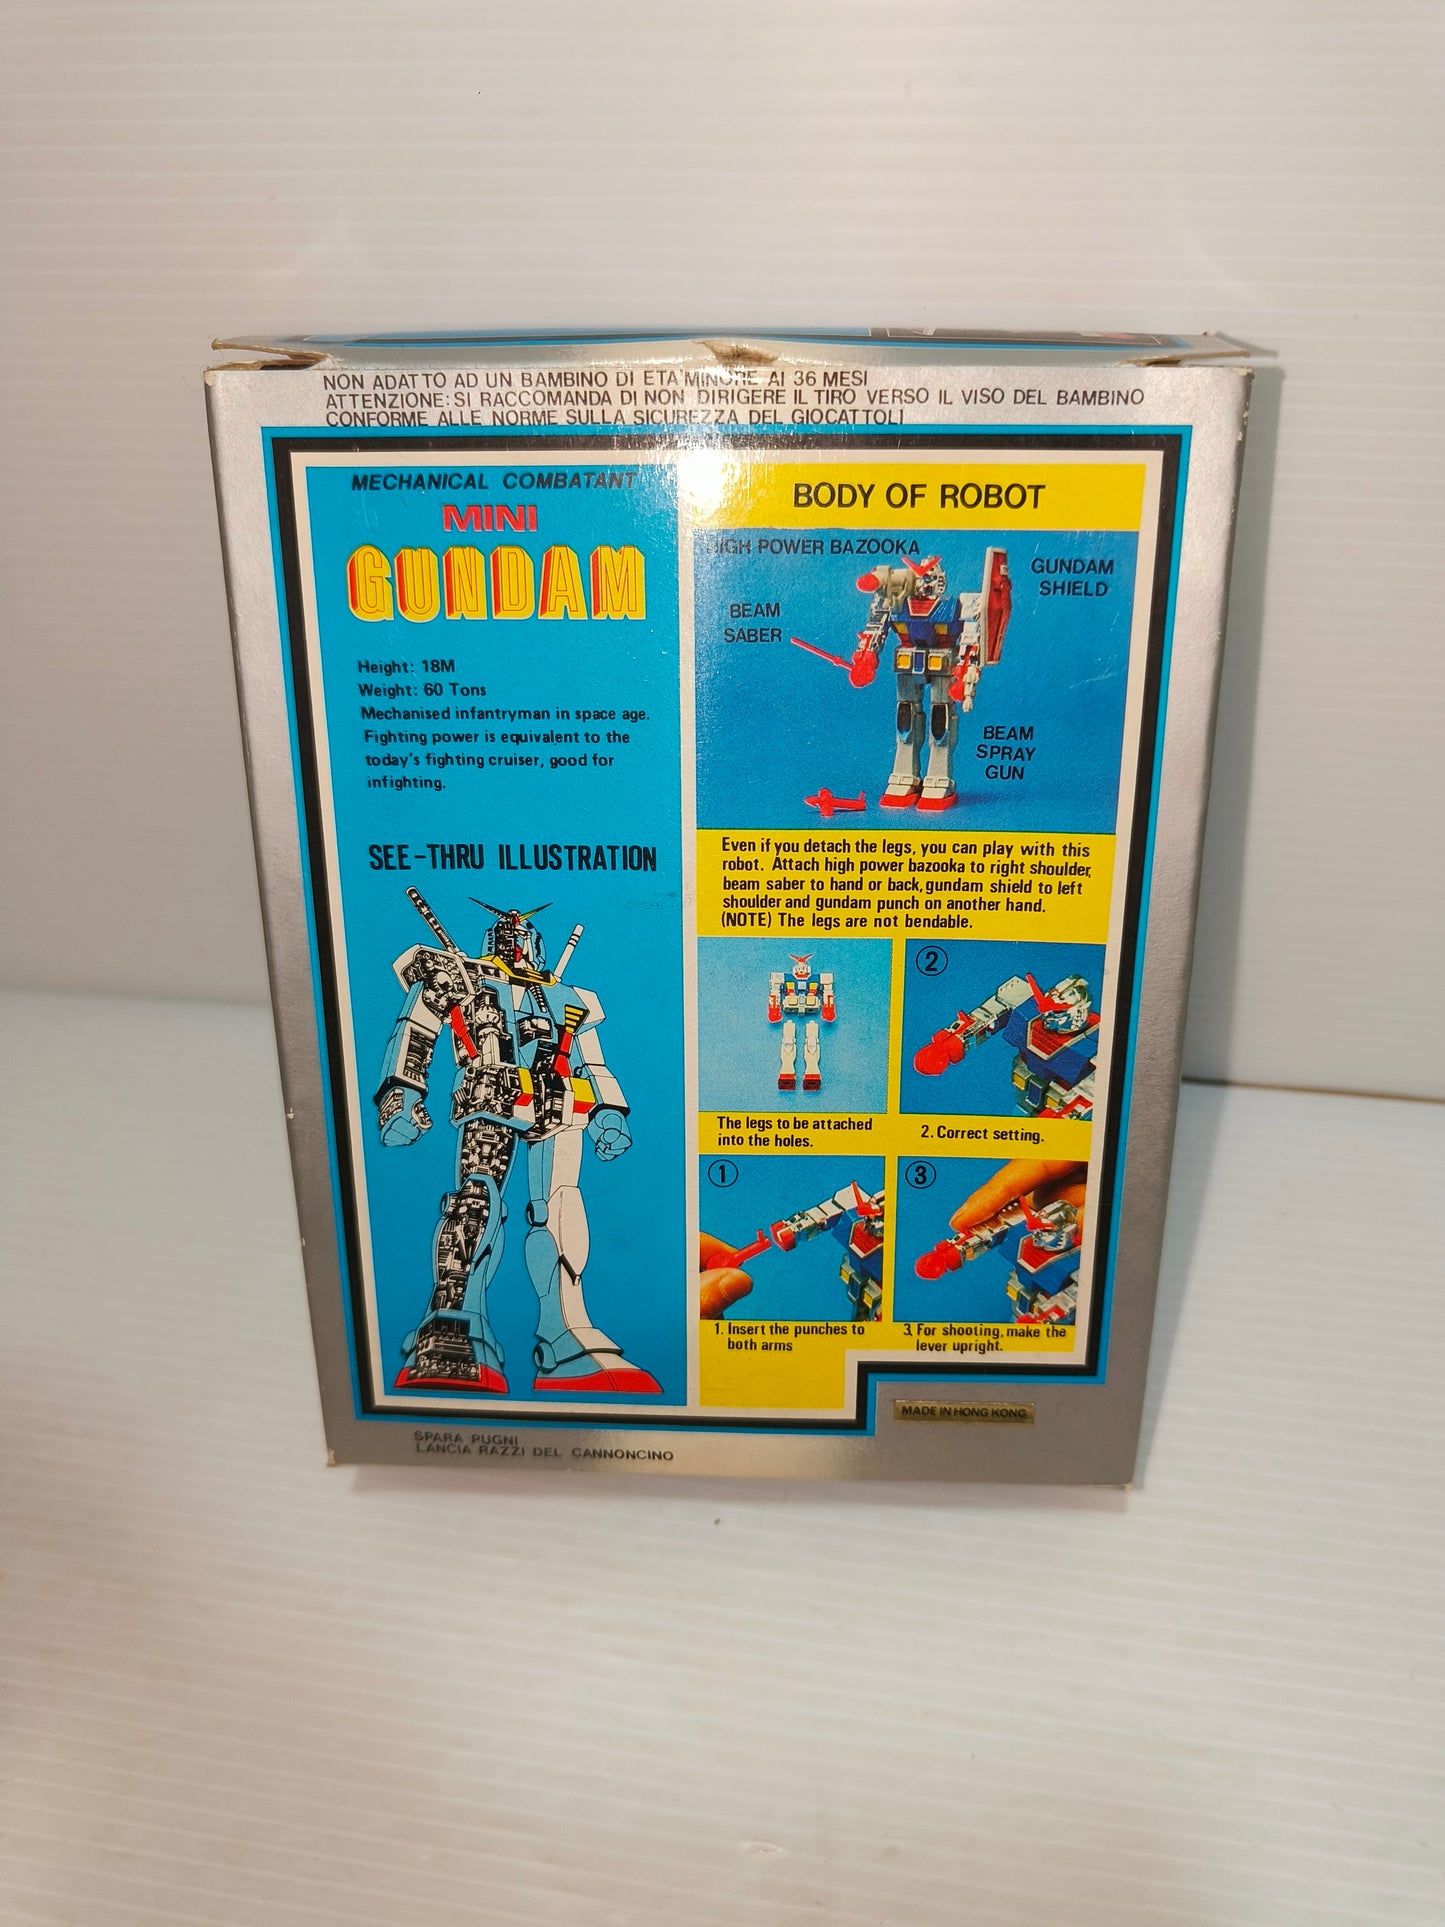 NON ADATTO AD UN BAMBINO DI ETA' MINORE AI 36 MESI
ATTENZIONE: SI RACCOMANDA DI NON DIRIGERE IL TIRO VERSO IL VISO DEL BAMBINO
CONFORME ALLE NORME SULLA SICUREZZA DEL GIOCATTOLI
MECHANICAL COMBATANT
MINI
GUNDAM
Height: 18M
Weight: 60 Tons
Mechanised infantryman in space age.
Fighting power is equivalent to the
today's fighting cruiser, good for
infighting.
SEE-THRU ILLUSTRATION
BODY OF ROBOT
HIGH POWER BAZOOKA
GUNDAM
SHIELD
BEAM
SABER
BEAM
SPRAY
GUN
Even if you detach the legs, you can play with this
robot. Attach high power bazooka to right shoulder,
beam saber to hand or back, gundam shield to left
shoulder and gundam punch on another hand.
(NOTE) The legs are not bendable.
The legs to be attached
into the holes.
2
2. Correct setting.
1
1. Insert the punches to
both arms
3
3. For shooting, make the
lever upright.
MADE IN HONG KONG
SPARA PUGNI
LANCIA RAZZI DEL CANNONCINO